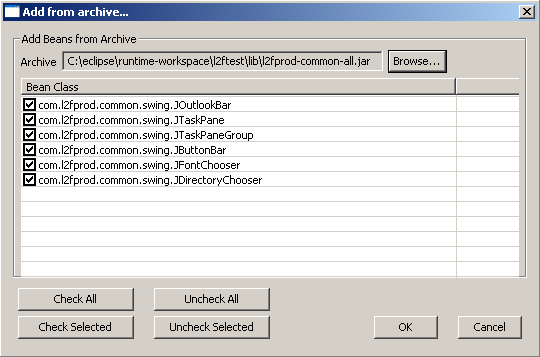 Add from archive...
Add Beans from Archive
Archive C:\eclipse\runtime-workspace\l2ftest\lib\l2fprod-common-all.jar Browse...
Bean Class
com.l2fprod.common.swing.JOutlookBar
com.l2fprod.common.swing.JTaskPane
com.l2fprod.common.swing.JTaskPaneGroup
com.l2fprod.common.swing.JButtonBar
com.l2fprod.common.swing.JFontChooser
com.l2fprod.common.swing.JDirectoryChooser
Check All Uncheck All
Check Selected Uncheck Selected OK Cancel